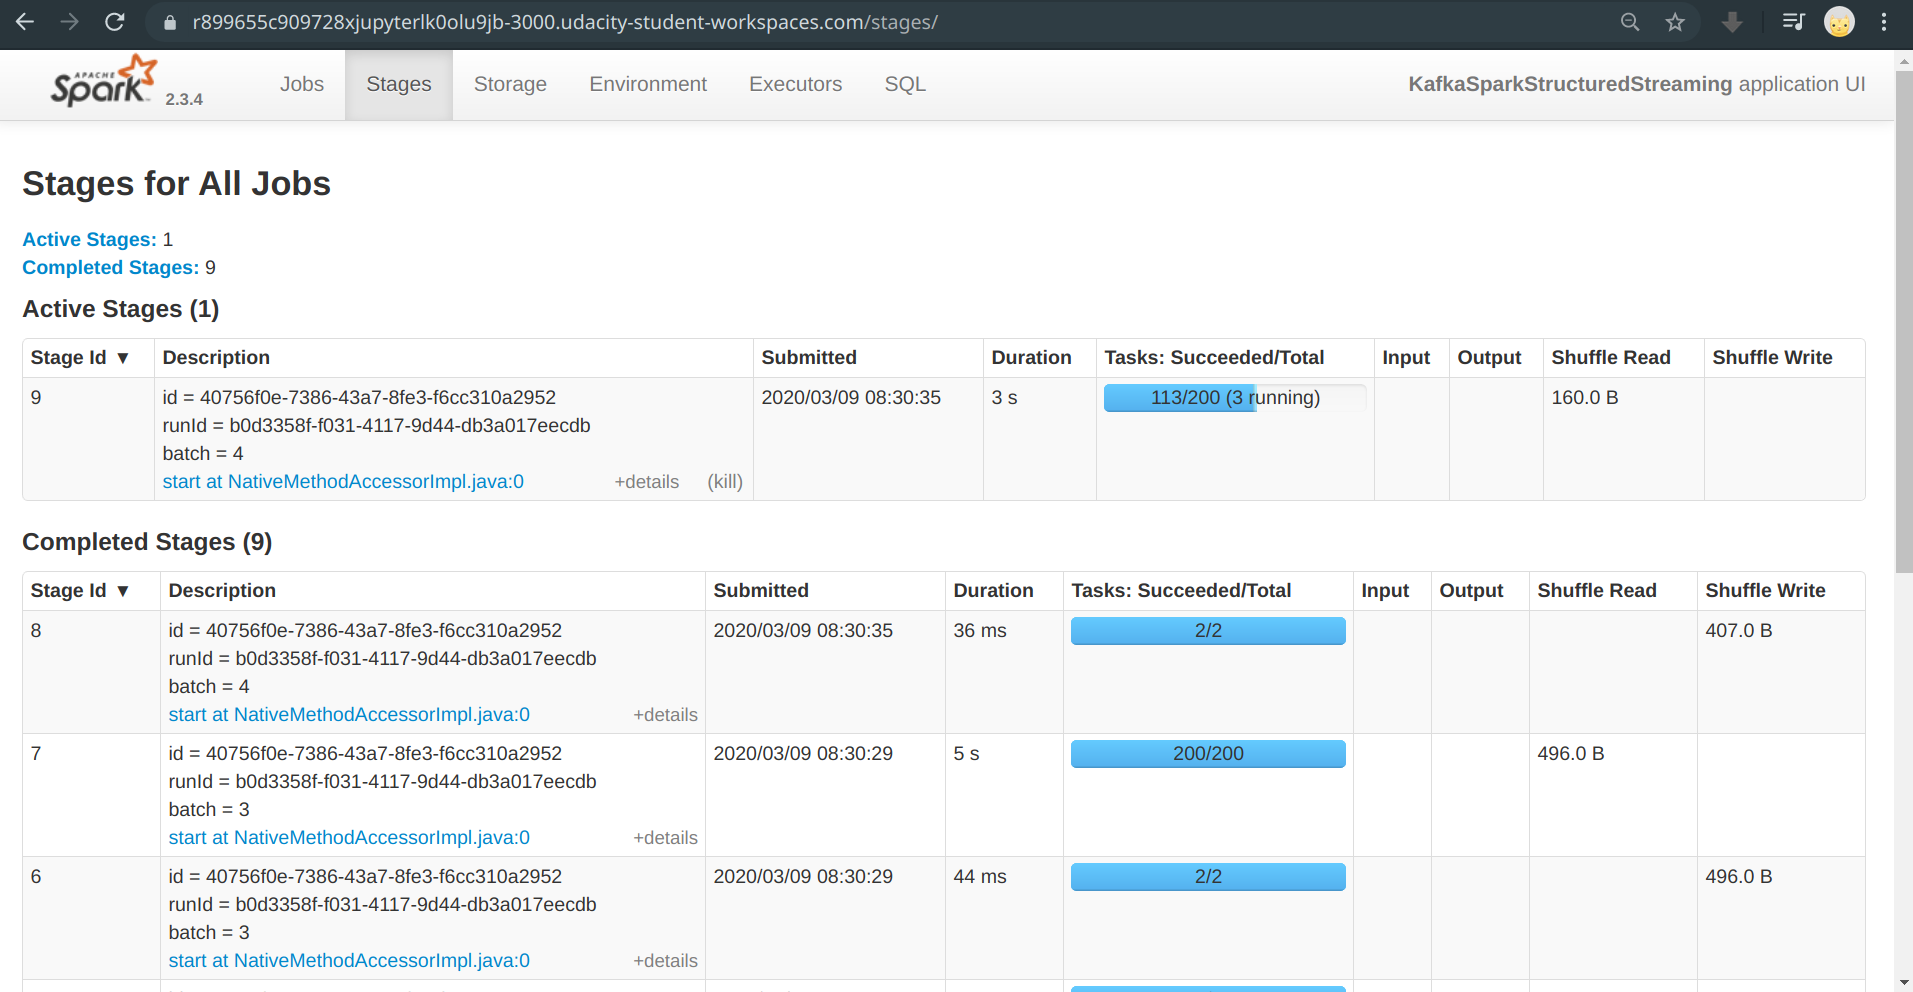 r899655c909728xjupyterlk0olu9jb-3000.udacity-student-workspaces.com/stages/
APACHE Spark 2.3.4 Jobs Stages Storage Environment Executors SQL KafkaSparkStructuredStreaming application UI
Stages for All Jobs
Active Stages: 1
Completed Stages: 9
Active Stages (1)
Stage Id ▼ Description Submitted Duration Tasks: Succeeded/Total Input Output Shuffle Read Shuffle Write
9 id = 40756f0e-7386-43a7-8fe3-f6cc310a2952 2020/03/09 08:30:35 3 s 113/200 (3 running) 160.0 B
runId = b0d3358f-f031-4117-9d44-db3a017eecdb
batch = 4
start at NativeMethodAccessorImpl.java:0 +details (kill)
Completed Stages (9)
Stage Id ▼ Description Submitted Duration Tasks: Succeeded/Total Input Output Shuffle Read Shuffle Write
8 id = 40756f0e-7386-43a7-8fe3-f6cc310a2952 2020/03/09 08:30:35 36 ms 2/2 407.0 B
runId = b0d3358f-f031-4117-9d44-db3a017eecdb
batch = 4
start at NativeMethodAccessorImpl.java:0 +details
7 id = 40756f0e-7386-43a7-8fe3-f6cc310a2952 2020/03/09 08:30:29 5 s 200/200 496.0 B
runId = b0d3358f-f031-4117-9d44-db3a017eecdb
batch = 3
start at NativeMethodAccessorImpl.java:0 +details
6 id = 40756f0e-7386-43a7-8fe3-f6cc310a2952 2020/03/09 08:30:29 44 ms 2/2 496.0 B
runId = b0d3358f-f031-4117-9d44-db3a017eecdb
batch = 3
start at NativeMethodAccessorImpl.java:0 +details